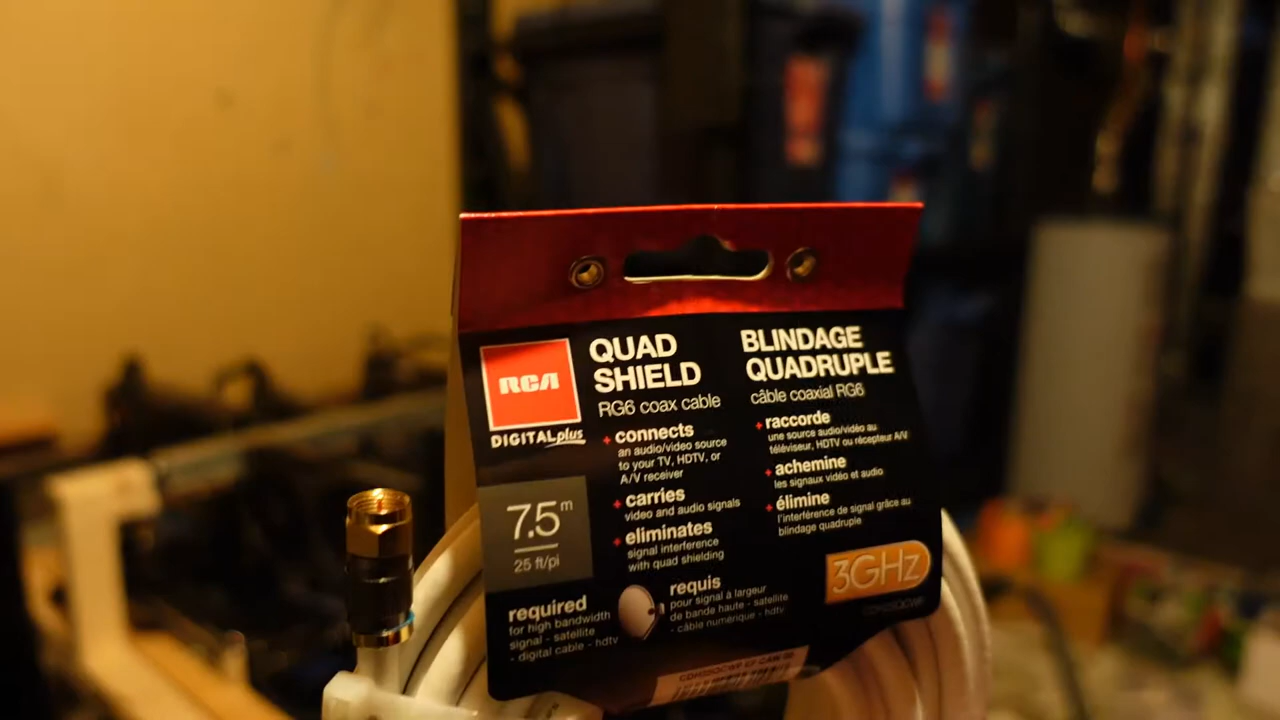 RCA
DIGITALplus
7.5m
25 ft/pi
QUAD
SHIELD
RG6 coax cable
+ connects
an audio/video source
to your TV, HDTV, or
A/V receiver
+ carries
video and audio signals
+ eliminates
signal interference
with quad shielding
BLINDAGE
QUADRUPLE
câble coaxial RG6
+ raccorde
une source audio/vidéo au
téléviseur, HDTV ou récepteur A/V
+ achemine
les signaux vidéo et audio
+ élimine
l'interférence de signal grâce au
blindage quadruple
required
for high bandwidth
signal - satellite
- digital cable - hdtv
requis
pour signal à largeur
de bande haute - satellite
- câble numérique - hdtv
3GHz